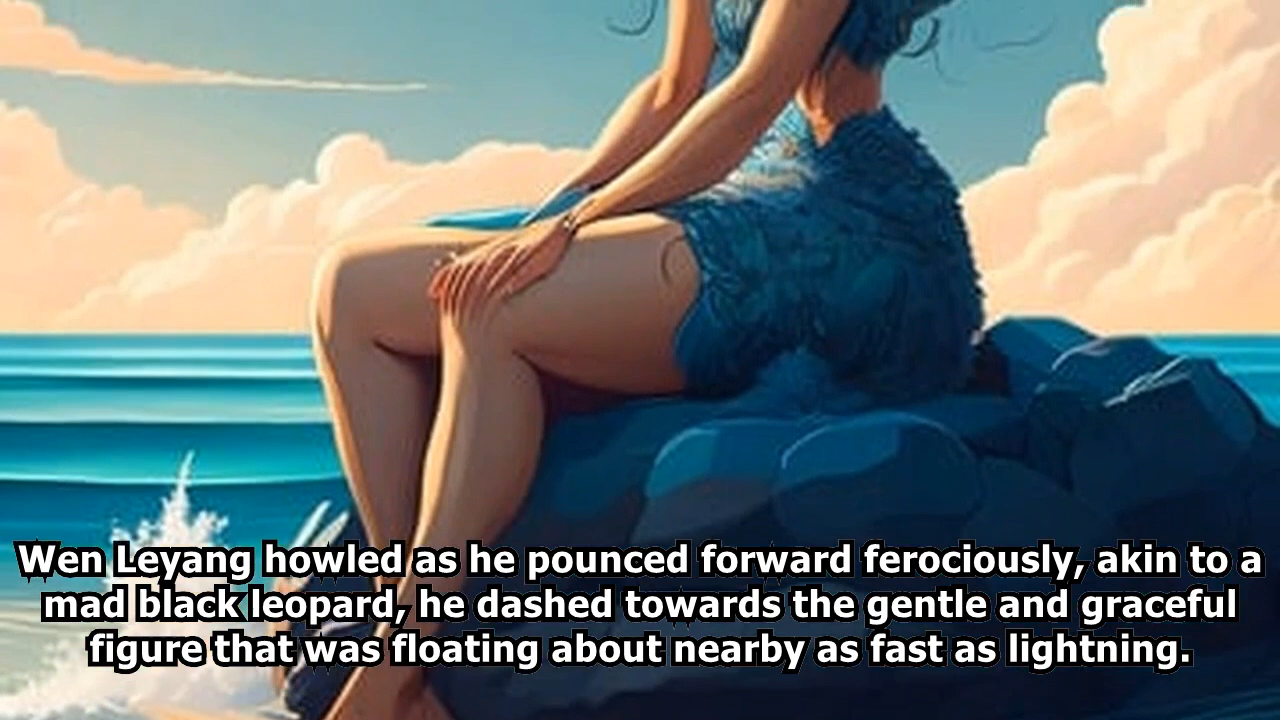 Wen Leyang howled as he pounced forward ferociously, akin to a
mad black leopard, he dashed towards the gentle and graceful
figure that was floating about nearby as fast as lightning.